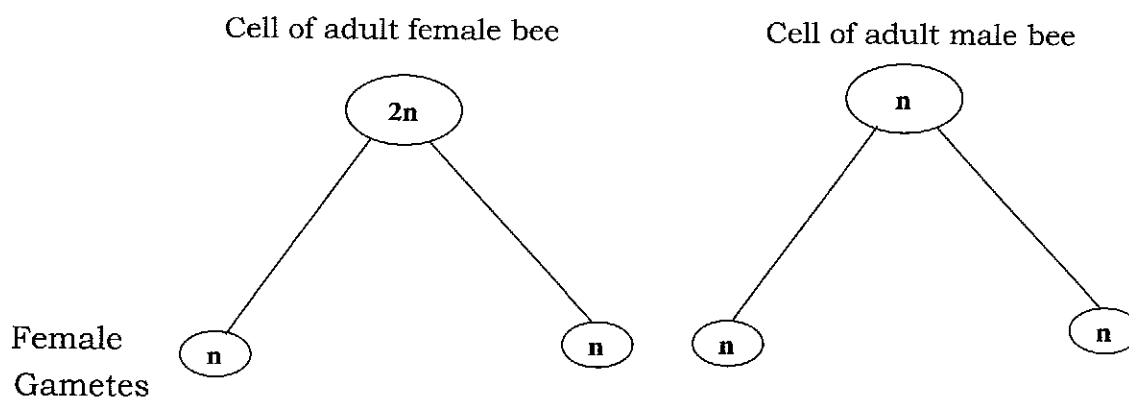 Cell of adult female bee
Cell of adult male bee
2n
n
Female
Gametes
n
n
n
n